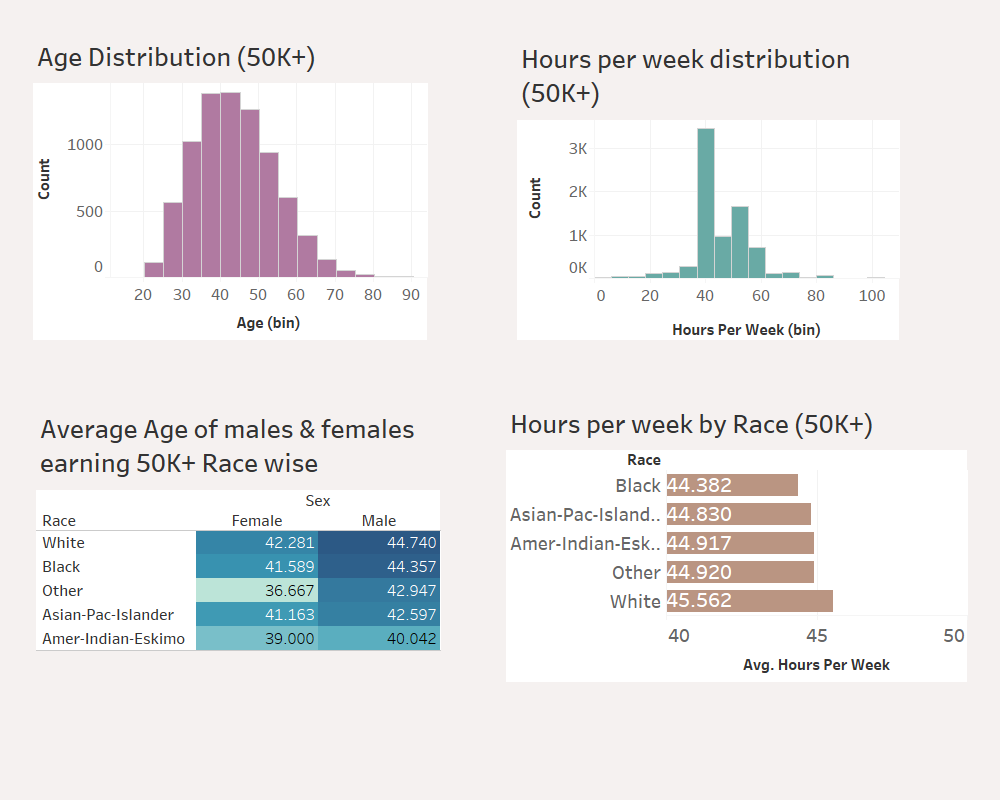 Age Distribution (50K+)
Count
1000
500
0
20 30 40 50 60 70 80 90
Age (bin)
Hours per week distribution
(50K+)
Count
3K
2K
1K
0K
0 20 40 60 80 100
Hours Per Week (bin)
Average Age of males & females
earning 50K+ Race wise
Sex
Race Female Male
White 42.281 44.740
Black 41.589 44.357
Other 36.667 42.947
Asian-Pac-Islander 41.163 42.597
Amer-Indian-Eskimo 39.000 40.042
Hours per week by Race (50K+)
Race
Black 44.382
Asian-Pac-Island.. 44.830
Amer-Indian-Esk.. 44.917
Other 44.920
White 45.562
40 45 50
Avg. Hours Per Week